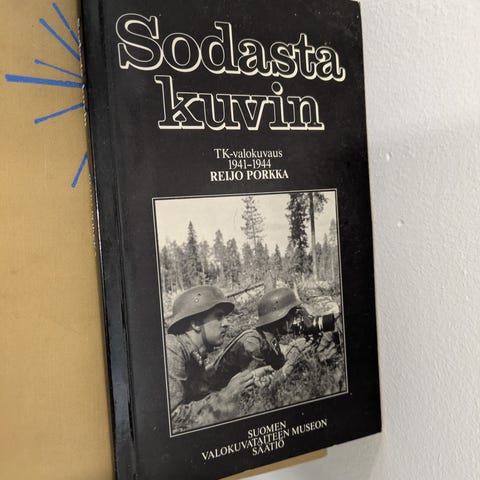 Sodasta
kuvin
TK-valokuvaus
1941–1944
REIJO PORKKA
SUOMEN
VALOKUVATAITEEN MUSEON
SÄÄTIÖ